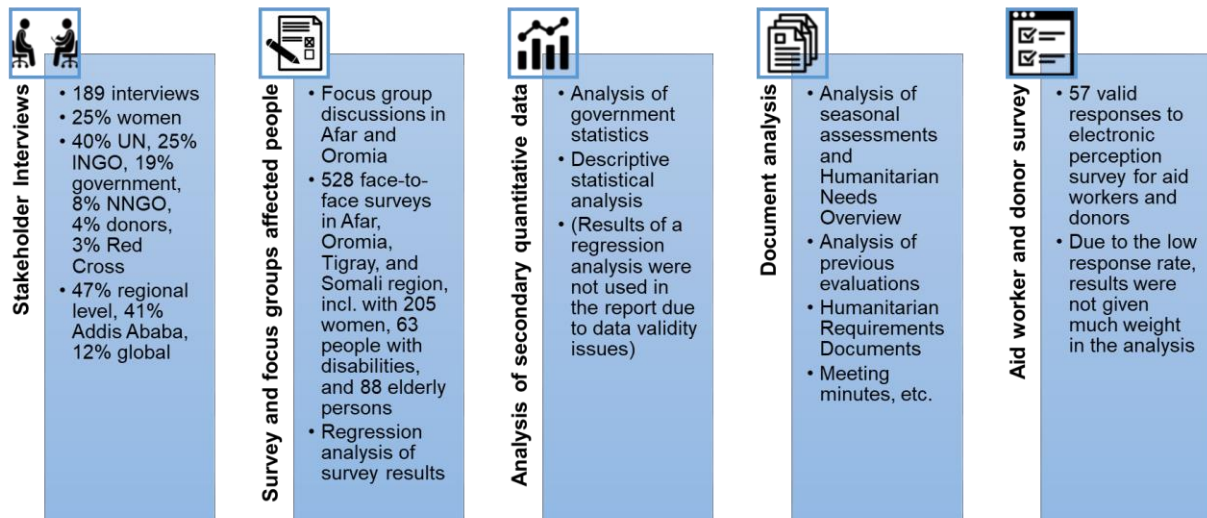 Stakeholder Interviews
• 189 interviews
• 25% women
• 40% UN, 25%
INGO, 19%
government,
8% NNGO,
4% donors,
3% Red
Cross
• 47% regional
level, 41%
Addis Ababa,
12% global
Survey and focus groups affected people
• Focus group
discussions in
Afar and
Oromia
• 528 face-to-
face surveys
in Afar,
Oromia,
Tigray, and
Somali region,
incl. with 205
women, 63
people with
disabilities,
and 88 elderly
persons
• Regression
analysis of
survey results
Analysis of secondary quantitative data
• Analysis of
government
statistics
• Descriptive
statistical
analysis
• (Results of a
regression
analysis were
not used in
the report due
to data validity
issues)
Document analysis
• Analysis of
seasonal
assessments
and
Humanitarian
Needs
Overview
• Analysis of
previous
evaluations
• Humanitarian
Requirements
Documents
• Meeting
minutes, etc.
Aid worker and donor survey
• 57 valid
responses to
electronic
perception
survey for aid
workers and
donors
• Due to the low
response rate,
results were
not given
much weight
in the analysis